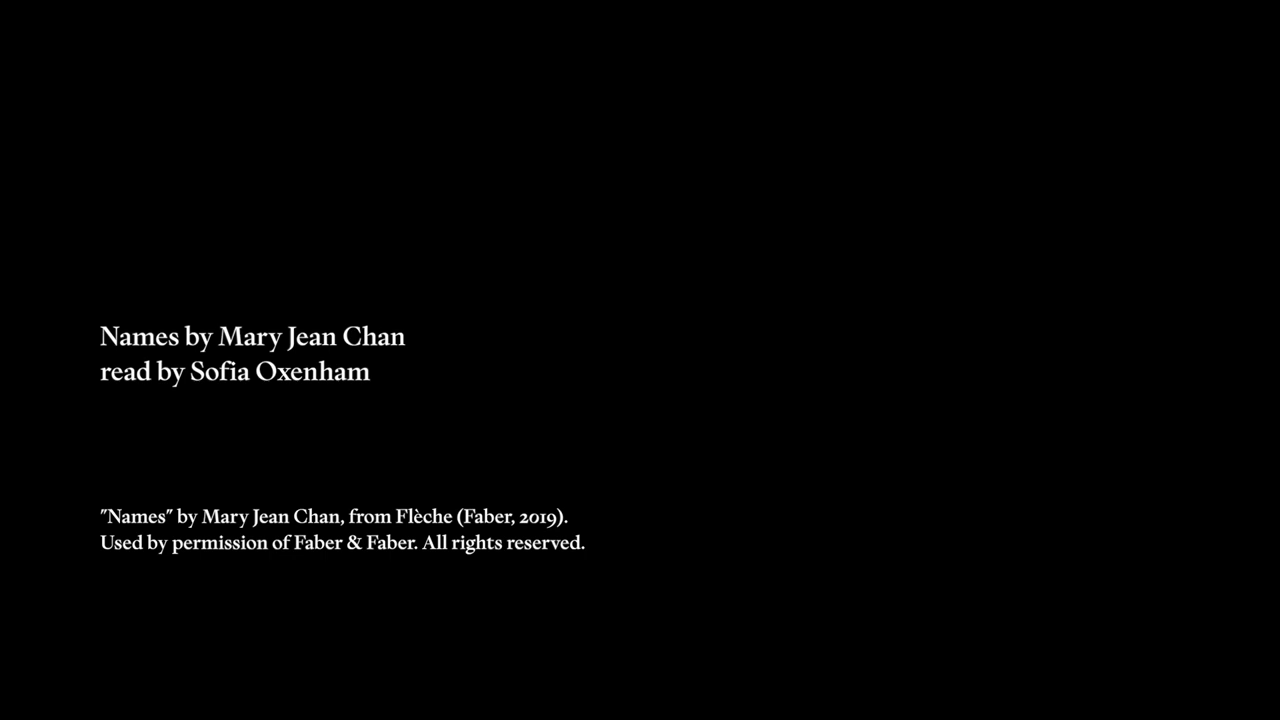 Names by Mary Jean Chan
read by Sofia Oxenham
"Names" by Mary Jean Chan, from Flèche (Faber, 2019).
Used by permission of Faber & Faber. All rights reserved.